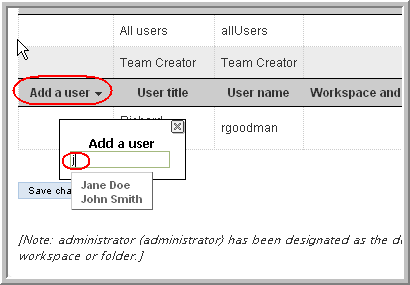 All users allUsers
Team Creator Team Creator
Add a user User title User name Workspace and
rgoodman
Add a user
j
Jane Doe
John Smith
Save cha
[Note: administrator (administrator) has been designated as the d
workspace or folder.]